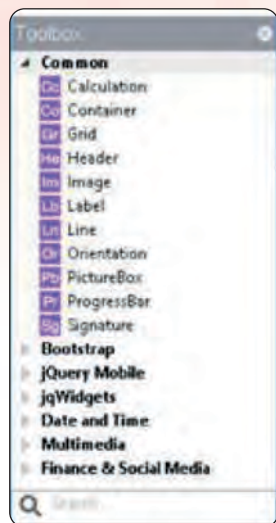 Toolbox
Common
Cc Calculation
Co Container
Gr Grid
He Header
Im Image
Lb Label
Ln Line
Or Orientation
Pb PictureBox
Pr ProgressBar
Sg Signature
Bootstrap
jQuery Mobile
jqWidgets
Date and Time
Multimedia
Finance & Social Media
Search